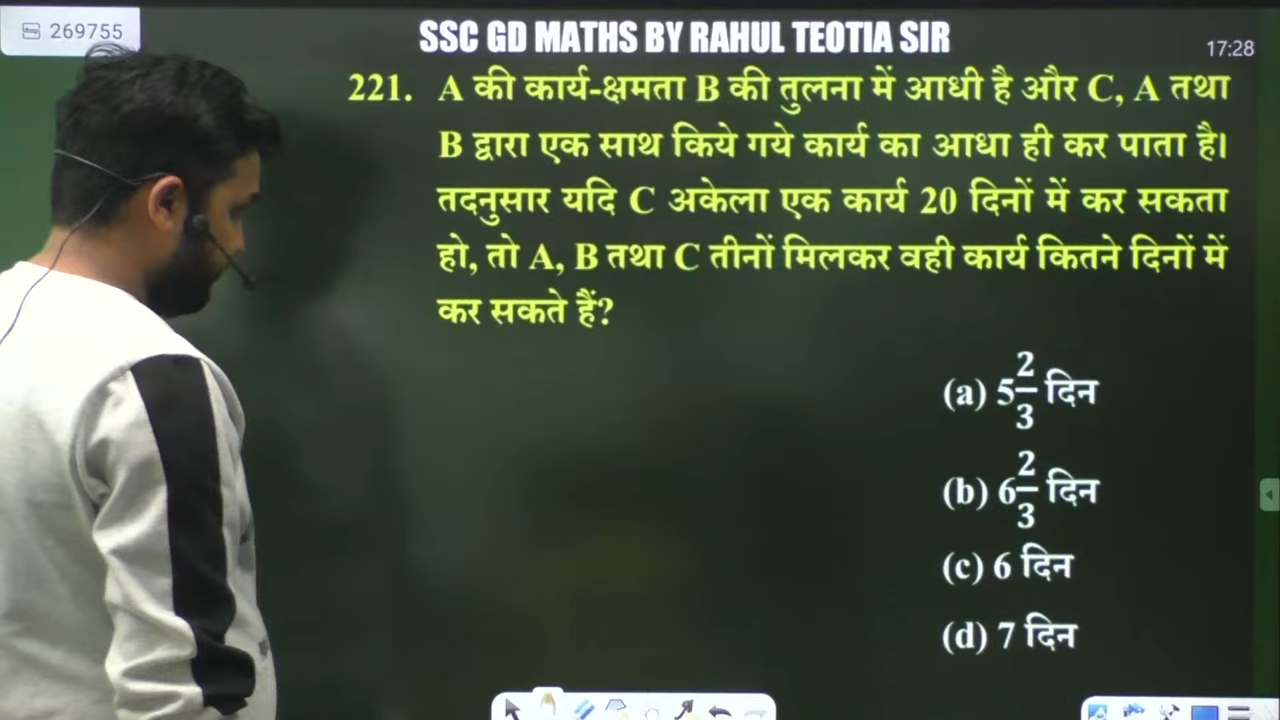 269755
SSC GD MATHS BY RAHUL TEOTIA SIR
17:28
221. A की कार्य-क्षमता B की तुलना में आधी है और C, A तथा
B द्वारा एक साथ किये गये कार्य का आधा ही कर पाता है।
तदनुसार यदि C अकेला एक कार्य 20 दिनों में कर सकता
हो, तो A, B तथा C तीनों मिलकर वही कार्य कितने दिनों में
कर सकते हैं?
(a) 5 2/3 दिन
(b) 6 2/3 दिन
(c) 6 दिन
(d) 7 दिन